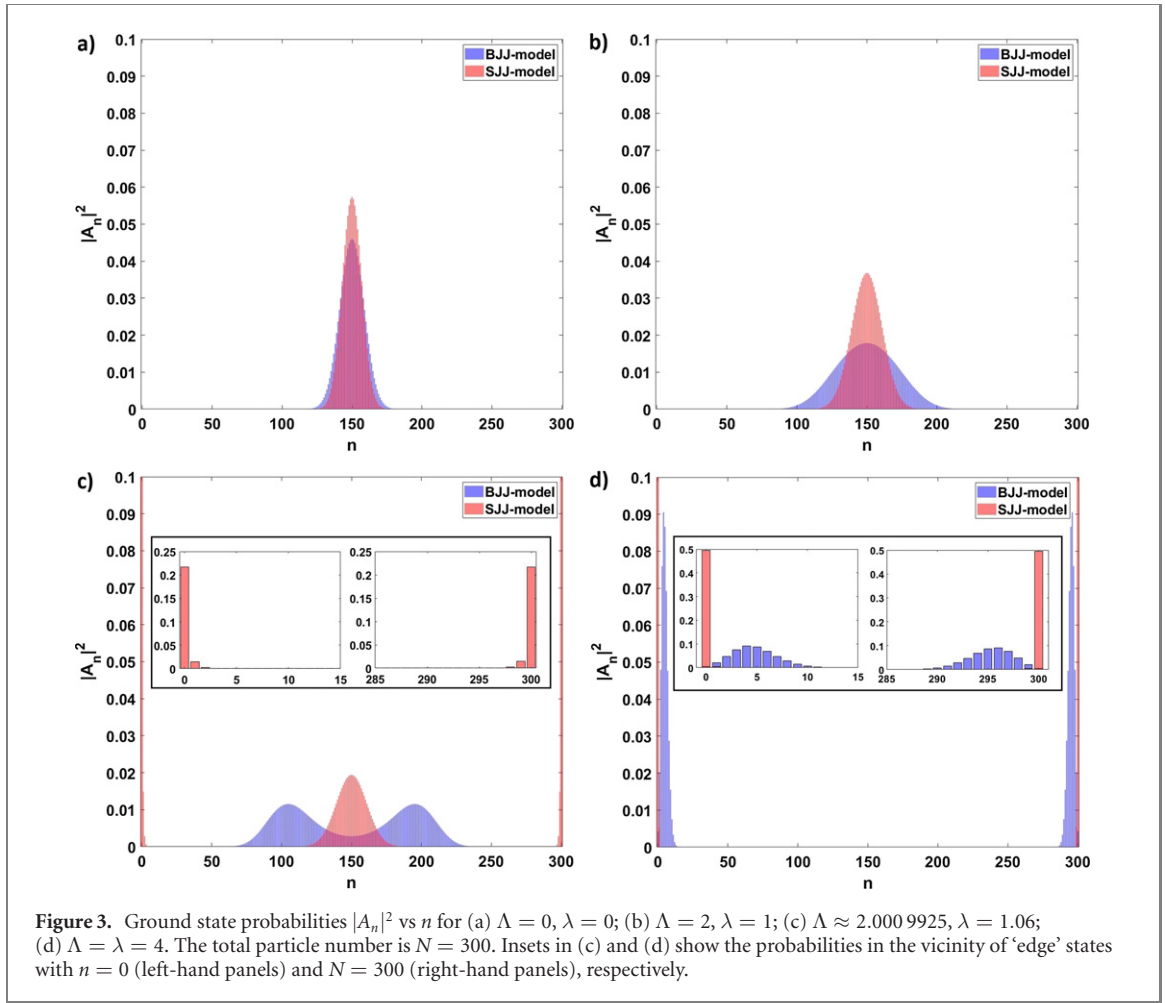 a)
0.1
0.09
0.08
0.07
0.06
0.05
0.04
0.03
0.02
0.01
0
|Aₙ|²
BJJ-model
SJJ-model
0 50 100 150 200 250 300
n
b)
0.1
0.09
0.08
0.07
0.06
0.05
0.04
0.03
0.02
0.01
0
|Aₙ|²
BJJ-model
SJJ-model
0 50 100 150 200 250 300
n
c)
0.1
0.09
0.08
0.07
0.06
0.05
0.04
0.03
0.02
0.01
0
|Aₙ|²
BJJ-model
SJJ-model
0.25
0.2
0.15
0.1
0.05
0
0 5 10 15
0.25
0.2
0.15
0.1
0.05
0
285 290 295 300
0 50 100 150 200 250 300
n
d)
0.1
0.09
0.08
0.07
0.06
0.05
0.04
0.03
0.02
0.01
0
|Aₙ|²
BJJ-model
SJJ-model
0.5
0.4
0.3
0.2
0.1
0
0 5 10 15
0.5
0.4
0.3
0.2
0.1
0
285 290 295 300
0 50 100 150 200 250 300
n
Figure 3. Ground state probabilities |Aₙ|² vs n for (a) Λ = 0, λ = 0; (b) Λ = 2, λ = 1; (c) Λ ≈ 2.000 9925, λ = 1.06;
(d) Λ = λ = 4. The total particle number is N = 300. Insets in (c) and (d) show the probabilities in the vicinity of ‘edge’ states
with n = 0 (left-hand panels) and N = 300 (right-hand panels), respectively.